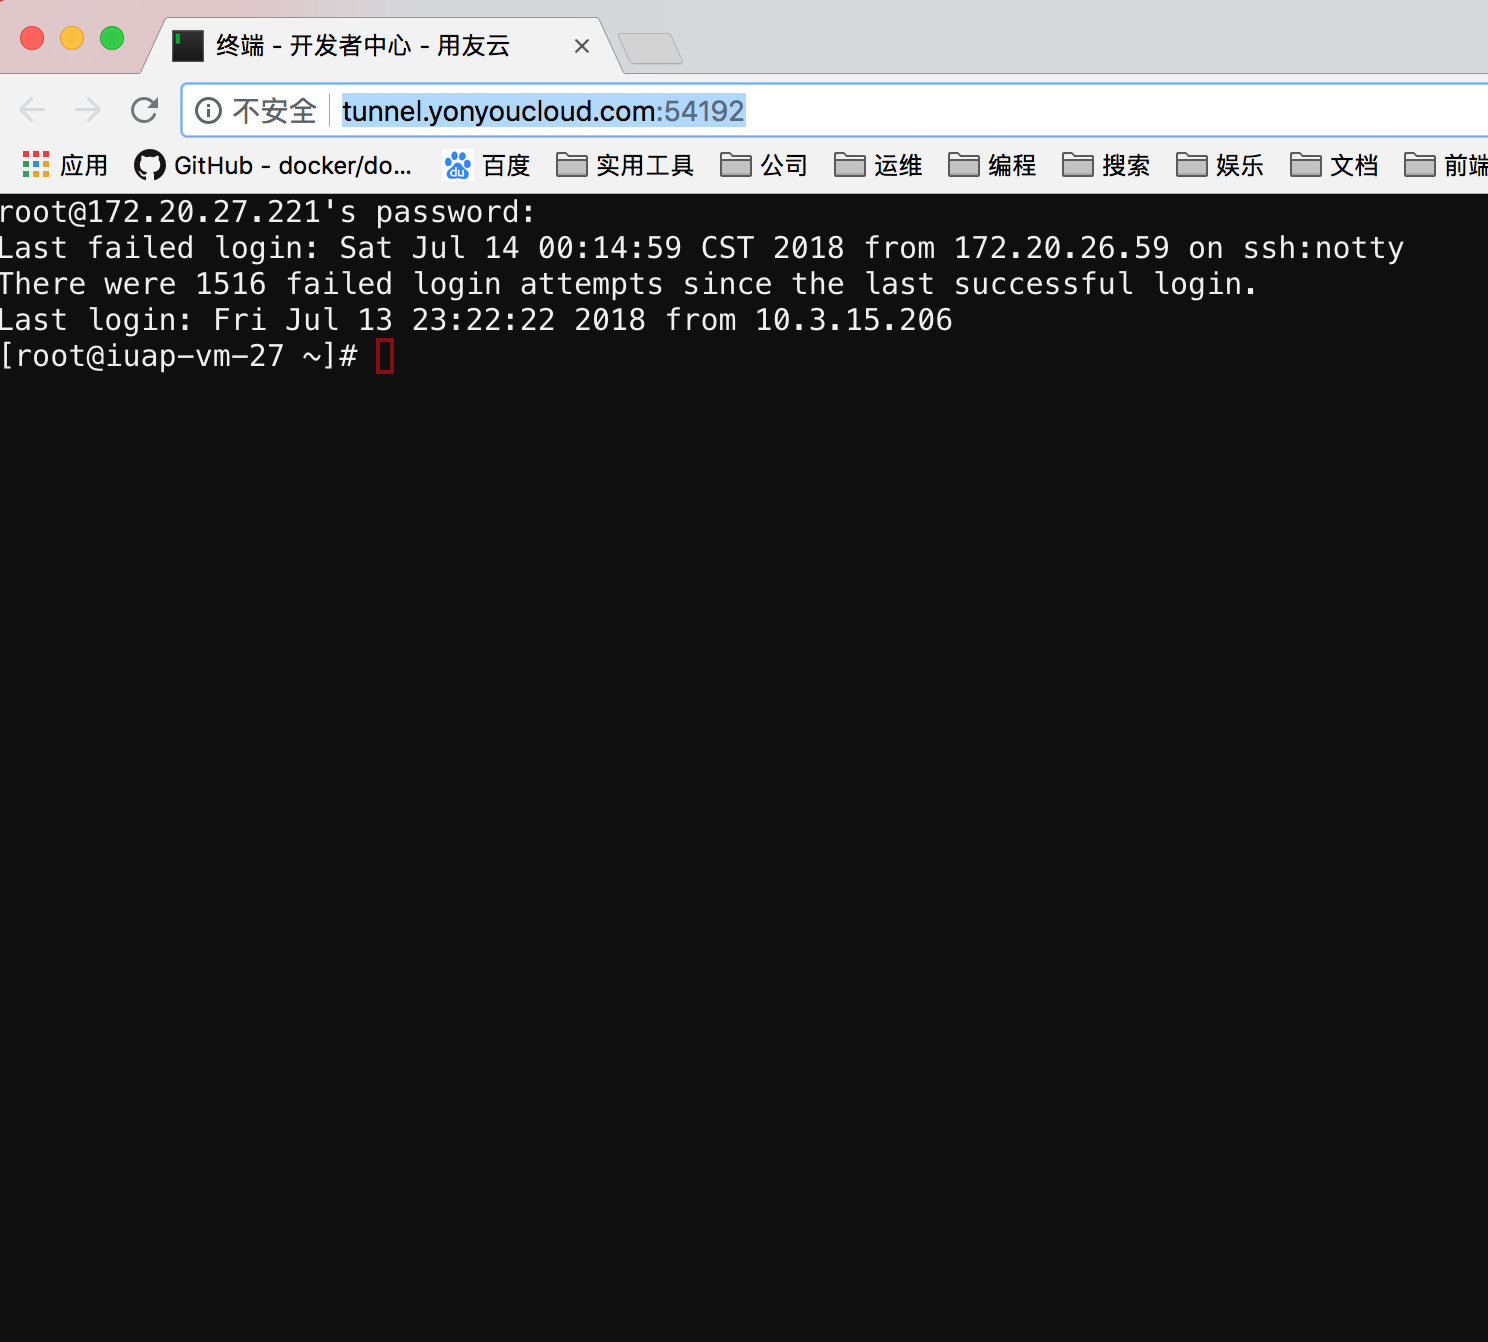 终端 - 开发者中心 - 用友云
不安全 tunnel.yonyoucloud.com:54192
应用 GitHub - docker/do... 百度 实用工具 公司 运维 编程 搜索 娱乐 文档 前端
root@172.20.27.221's password:
Last failed login: Sat Jul 14 00:14:59 CST 2018 from 172.20.26.59 on ssh:notty
There were 1516 failed login attempts since the last successful login.
Last login: Fri Jul 13 23:22:22 2018 from 10.3.15.206
[root@iuap-vm-27 ~]#